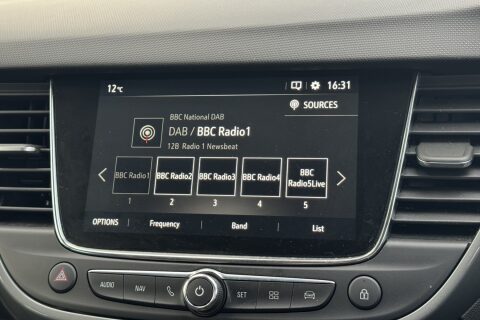 12°C 16:31
SOURCES
BBC National DAB
DAB / BBC Radio1
12B Radio 1 Newsbeat
BBC Radio1 BBC Radio2 BBC Radio3 BBC Radio4 BBC
Radio5Live
1 2 3 4 5
OPTIONS Frequency Band List
AUDIO NAV SET